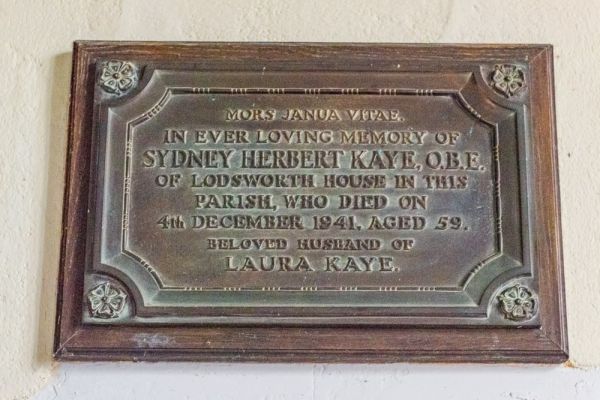 MORS JANUA VITAE.
IN EVER LOVING MEMORY OF
SYDNEY HERBERT KAYE, O.B.E.
OF LODSWORTH HOUSE IN THIS
PARISH, WHO DIED ON
4th DECEMBER 1941. AGED 59.
BELOVED HUSBAND OF
LAURA KAYE.